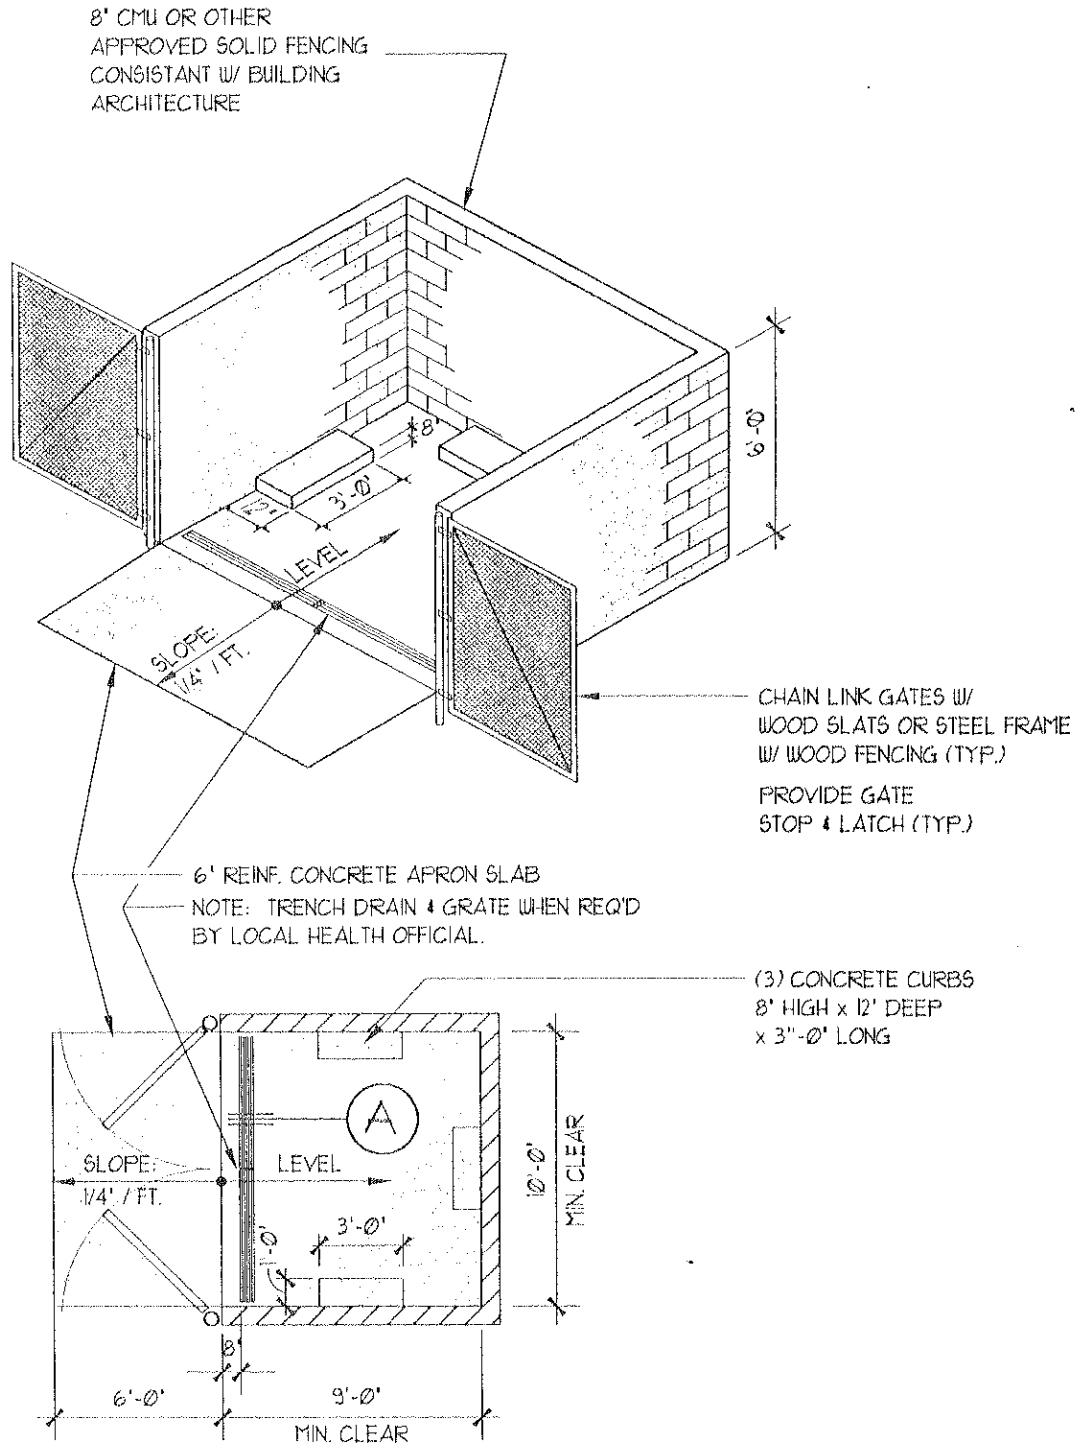 8" CMU OR OTHER
APPROVED SOLID FENCING
CONSISTANT W/ BUILDING
ARCHITECTURE
6'-0"
8"
3'-0"
12"
LEVEL
SLOPE:
1/4" / FT.
CHAIN LINK GATES W/
WOOD SLATS OR STEEL FRAME
W/ WOOD FENCING (TYP.)
PROVIDE GATE
STOP & LATCH (TYP.)
6" REINF. CONCRETE APRON SLAB
NOTE: TRENCH DRAIN & GRATE WHEN REQ'D
BY LOCAL HEALTH OFFICIAL.
(3) CONCRETE CURBS
8" HIGH x 12" DEEP
x 3"-0" LONG
A
SLOPE:
1/4" / FT.
LEVEL
3'-0"
1'-0"
10'-0"
MIN. CLEAR
8"
6'-0"
9'-0"
MIN. CLEAR